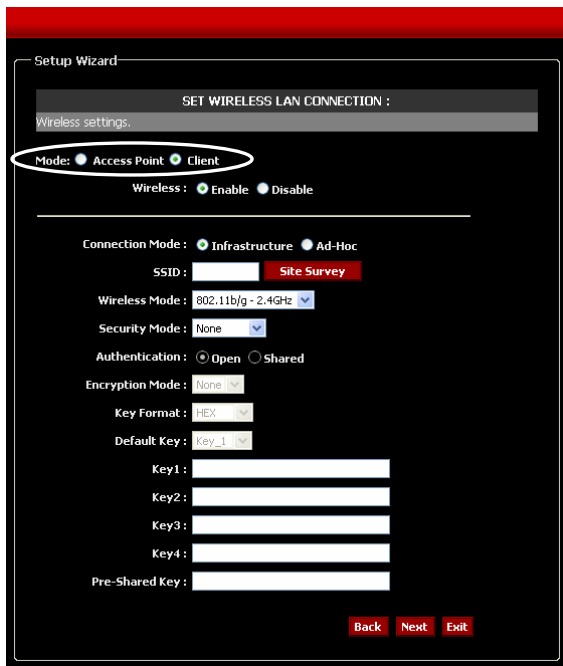 Setup Wizard
SET WIRELESS LAN CONNECTION :
Wireless settings.
Mode: Access Point Client
Wireless : Enable Disable
Connection Mode : Infrastructure Ad-Hoc
SSID : Site Survey
Wireless Mode : 802.11b/g - 2.4GHz
Security Mode : None
Authentication : Open Shared
Encryption Mode : None
Key Format : HEX
Default Key : Key_1
Key1 :
Key2 :
Key3 :
Key4 :
Pre-Shared Key :
Back Next Exit